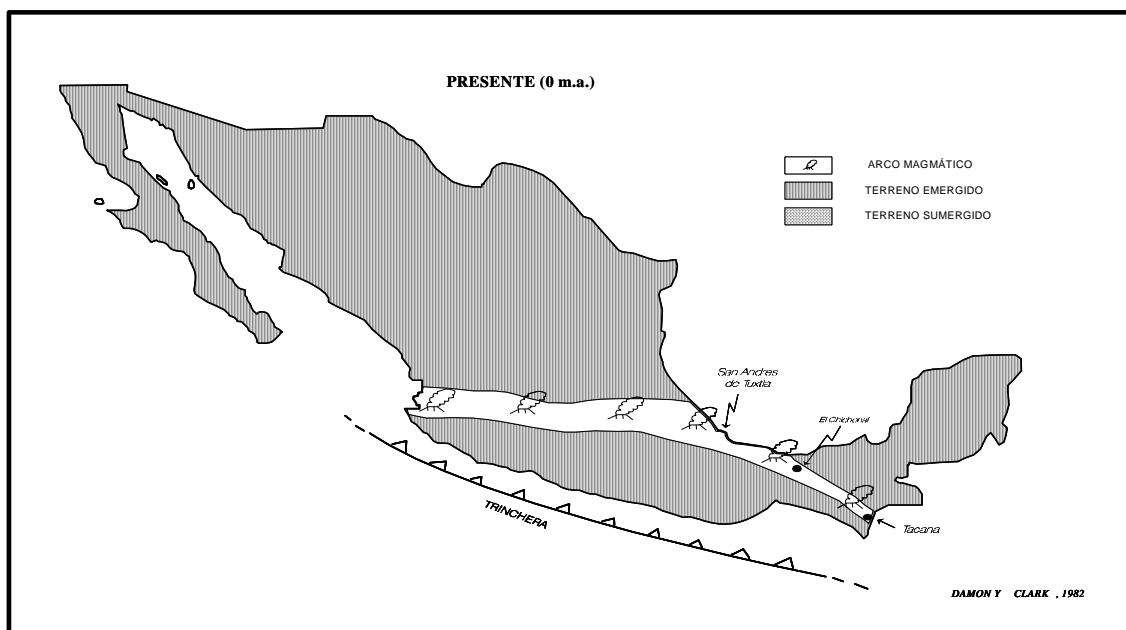 PRESENTE (0 m.a.)
ARCO MAGMÁTICO
TERRENO EMERGIDO
TERRENO SUMERGIDO
San Andres
de Tuxtla
El Chichonal
TRINCHERA
Tacana
DAMON Y CLARK , 1982